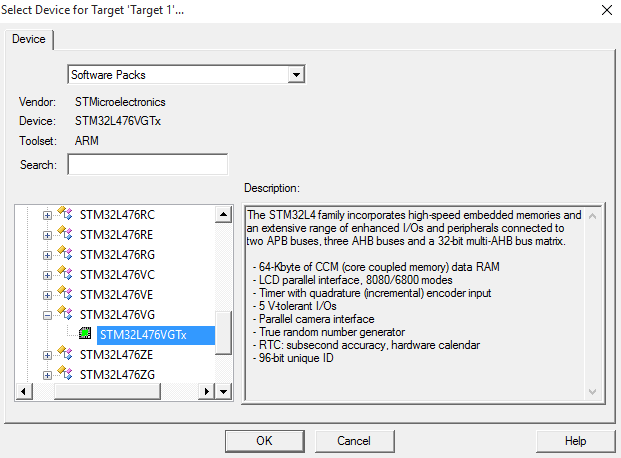 Select Device for Target 'Target 1'...
Device
Software Packs
Vendor: STMicroelectronics
Device: STM32L476VGTx
Toolset: ARM
Search:
Description:
STM32L476RC
STM32L476RE
STM32L476RG
STM32L476VC
STM32L476VE
STM32L476VG
STM32L476VGTx
STM32L476ZE
STM32L476ZG
The STM32L4 family incorporates high-speed embedded memories and
an extensive range of enhanced I/Os and peripherals connected to
two APB buses, three AHB buses and a 32-bit multi-AHB bus matrix.
- 64-Kbyte of CCM (core coupled memory) data RAM
- LCD parallel interface, 8080/6800 modes
- Timer with quadrature (incremental) encoder input
- 5 V-tolerant I/Os
- Parallel camera interface
- True random number generator
- RTC: subsecond accuracy, hardware calendar
- 96-bit unique ID
OK
Cancel
Help